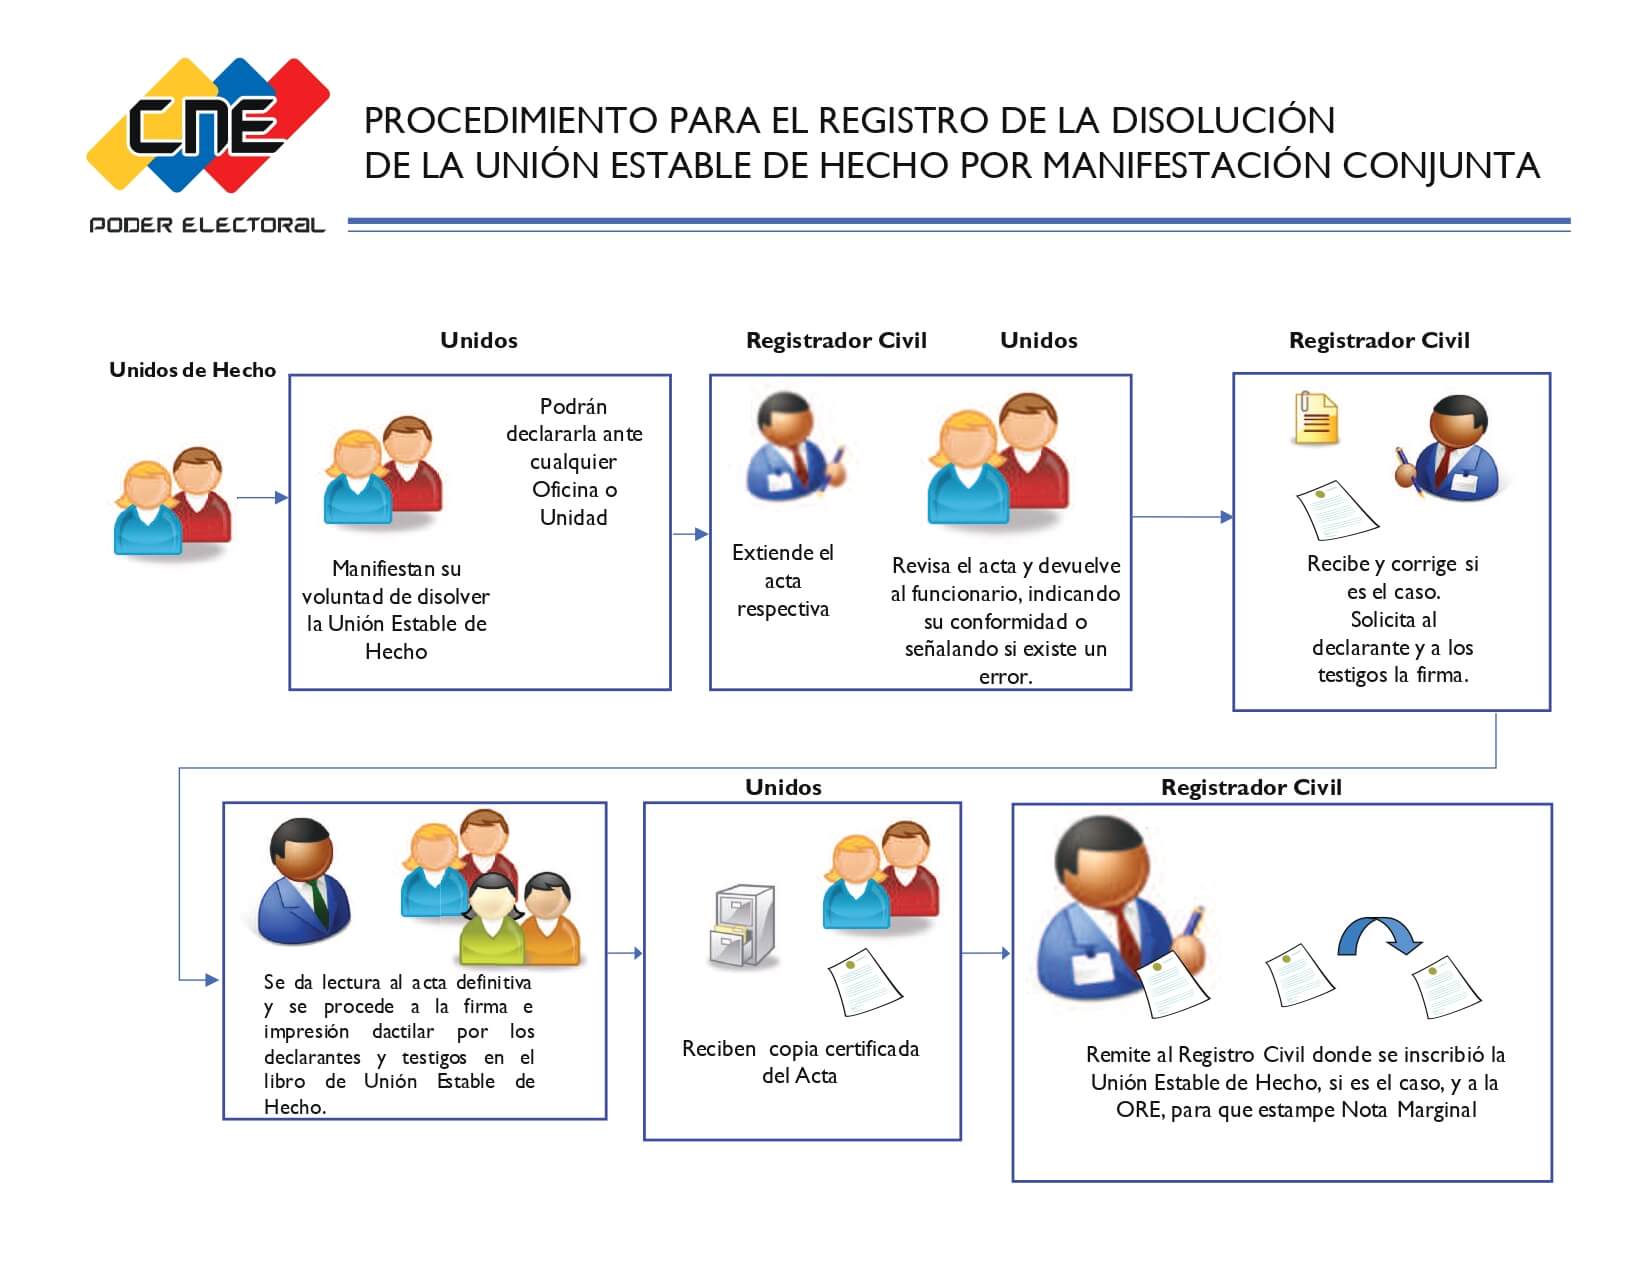 CNE
PODER ELECTORAL
PROCEDIMIENTO PARA EL REGISTRO DE LA DISOLUCIÓN
DE LA UNIÓN ESTABLE DE HECHO POR MANIFESTACIÓN CONJUNTA
Unidos de Hecho
Unidos
Podrán
declararla ante
cualquier
Oficina o
Unidad
Manifiestan su
voluntad de disolver
la Unión Estable de
Hecho
Registrador Civil
Extiende el
acta
respectiva
Unidos
Revisa el acta y devuelve
al funcionario, indicando
su conformidad o
señalando si existe un
error.
Registrador Civil
Recibe y corrige si
es el caso.
Solicita al
declarante y a los
testigos la firma.
Se da lectura al acta definitiva
y se procede a la firma e
impresión dactilar por los
declarantes y testigos en el
libro de Unión Estable de
Hecho.
Unidos
Reciben copia certificada
del Acta
Registrador Civil
Remite al Registro Civil donde se inscribió la
Unión Estable de Hecho, si es el caso, y a la
ORE, para que estampe Nota Marginal